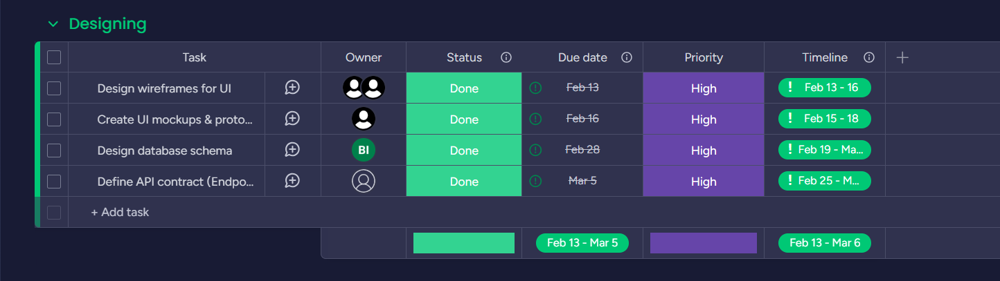 Designing
Task Owner Status Due date Priority Timeline
Design wireframes for UI Done Feb 13 High ! Feb 13 - 16
Create UI mockups & proto... Done Feb 16 High ! Feb 15 - 18
Design database schema BI Done Feb 28 High ! Feb 19 - Ma...
Define API contract (Endpo... Done Mar 5 High ! Feb 25 - M...
+ Add task
Feb 13 - Mar 5 Feb 13 - Mar 6